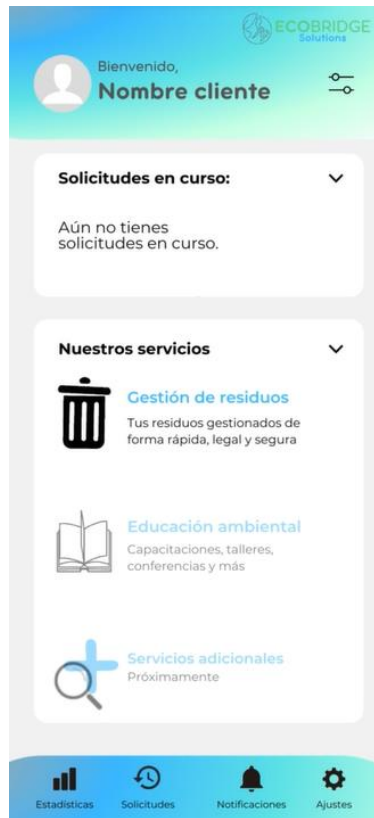 ECOBRIDGE
Solutions
Bienvenido,
Nombre cliente
Solicitudes en curso:
Aún no tienes
solicitudes en curso.
Nuestros servicios
Gestión de residuos
Tus residuos gestionados de
forma rápida, legal y segura
Educación ambiental
Capacitaciones, talleres,
conferencias y más
Servicios adicionales
Próximamente
Estadísticas
Solicitudes
Notificaciones
Ajustes